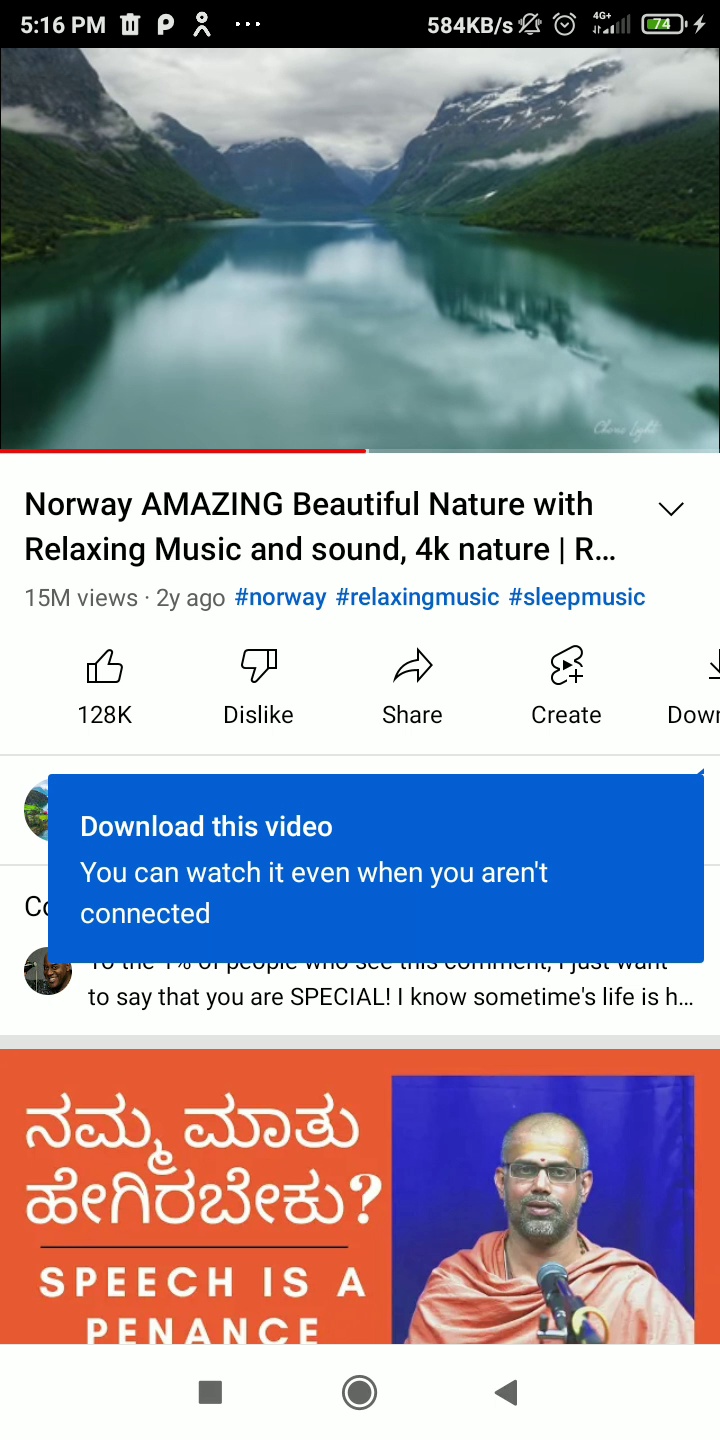 5:16 PM P ... 584KB/s 4G+ 74
Chone Light
Norway AMAZING Beautiful Nature with
Relaxing Music and sound, 4k nature | R...
15M views · 2y ago #norway #relaxingmusic #sleepmusic
128K Dislike Share Create Down
Download this video
You can watch it even when you aren't
connected
Co
To the 1% of people who see this comment, I just want
to say that you are SPECIAL! I know sometime's life is h...
ನಮ್ಮ ಮಾತು
ಹೇಗಿರಬೇಕು?
SPEECH IS A
PENANCE